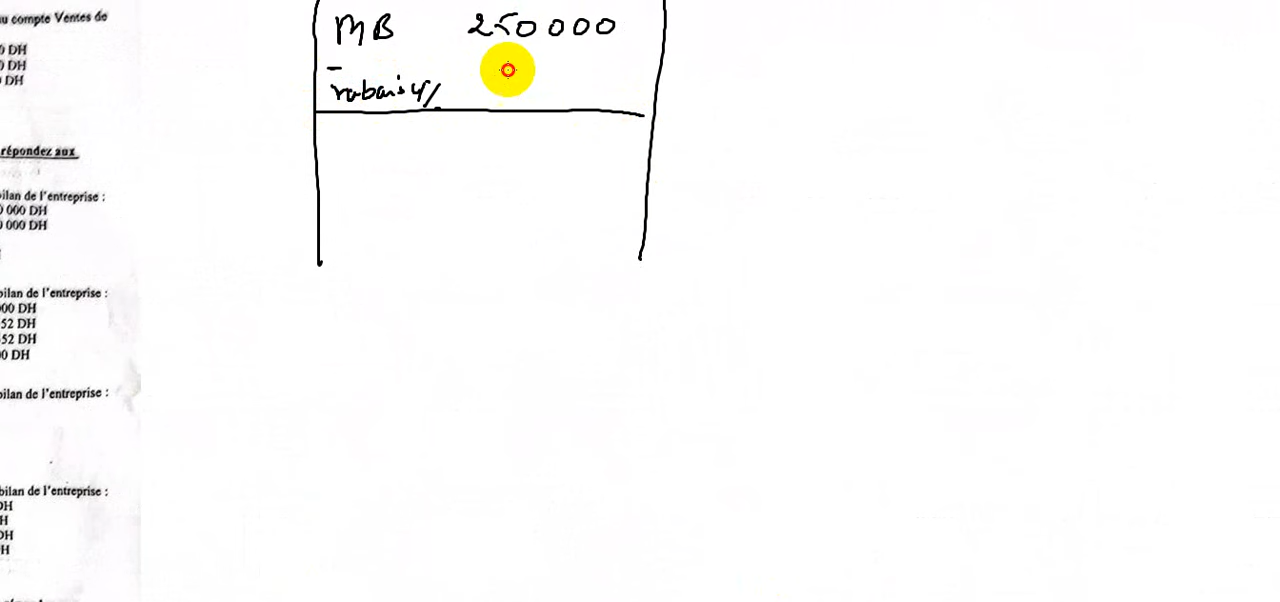 au compte Ventes de
0 DH
0 DH
DH
répondez aux
bilan de l'entreprise :
0 000 DH
0 000 DH
MB 250000
-
rabais 4%
bilan de l'entreprise :
000 DH
52 DH
52 DH
00 DH
bilan de l'entreprise :
bilan de l'entreprise :
DH
H
DH
H